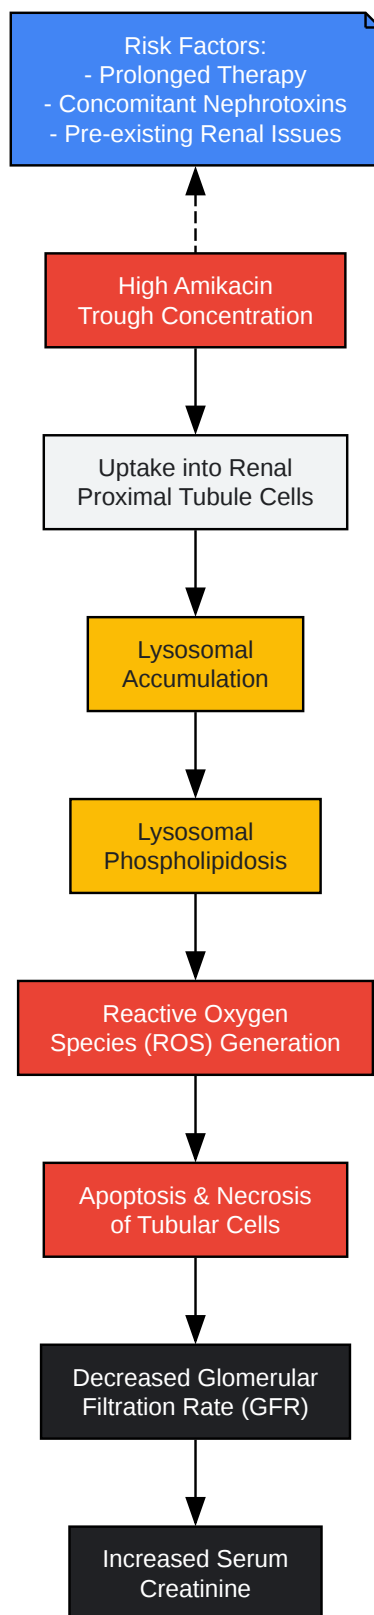 Risk Factors:
- Prolonged Therapy
- Concomitant Nephrotoxins
- Pre-existing Renal Issues
High Amikacin
Trough Concentration
Uptake into Renal
Proximal Tubule Cells
Lysosomal
Accumulation
Lysosomal
Phospholipidosis
Reactive Oxygen
Species (ROS) Generation
Apoptosis & Necrosis
of Tubular Cells
Decreased Glomerular
Filtration Rate (GFR)
Increased Serum
Creatinine